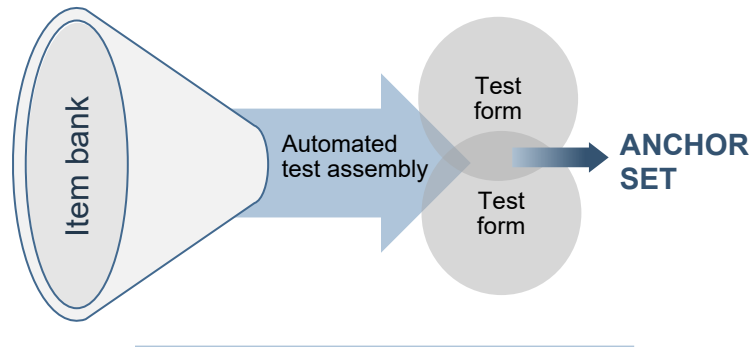 Item bank
Automated
test assembly
Test
form
Test
form
ANCHOR
SET